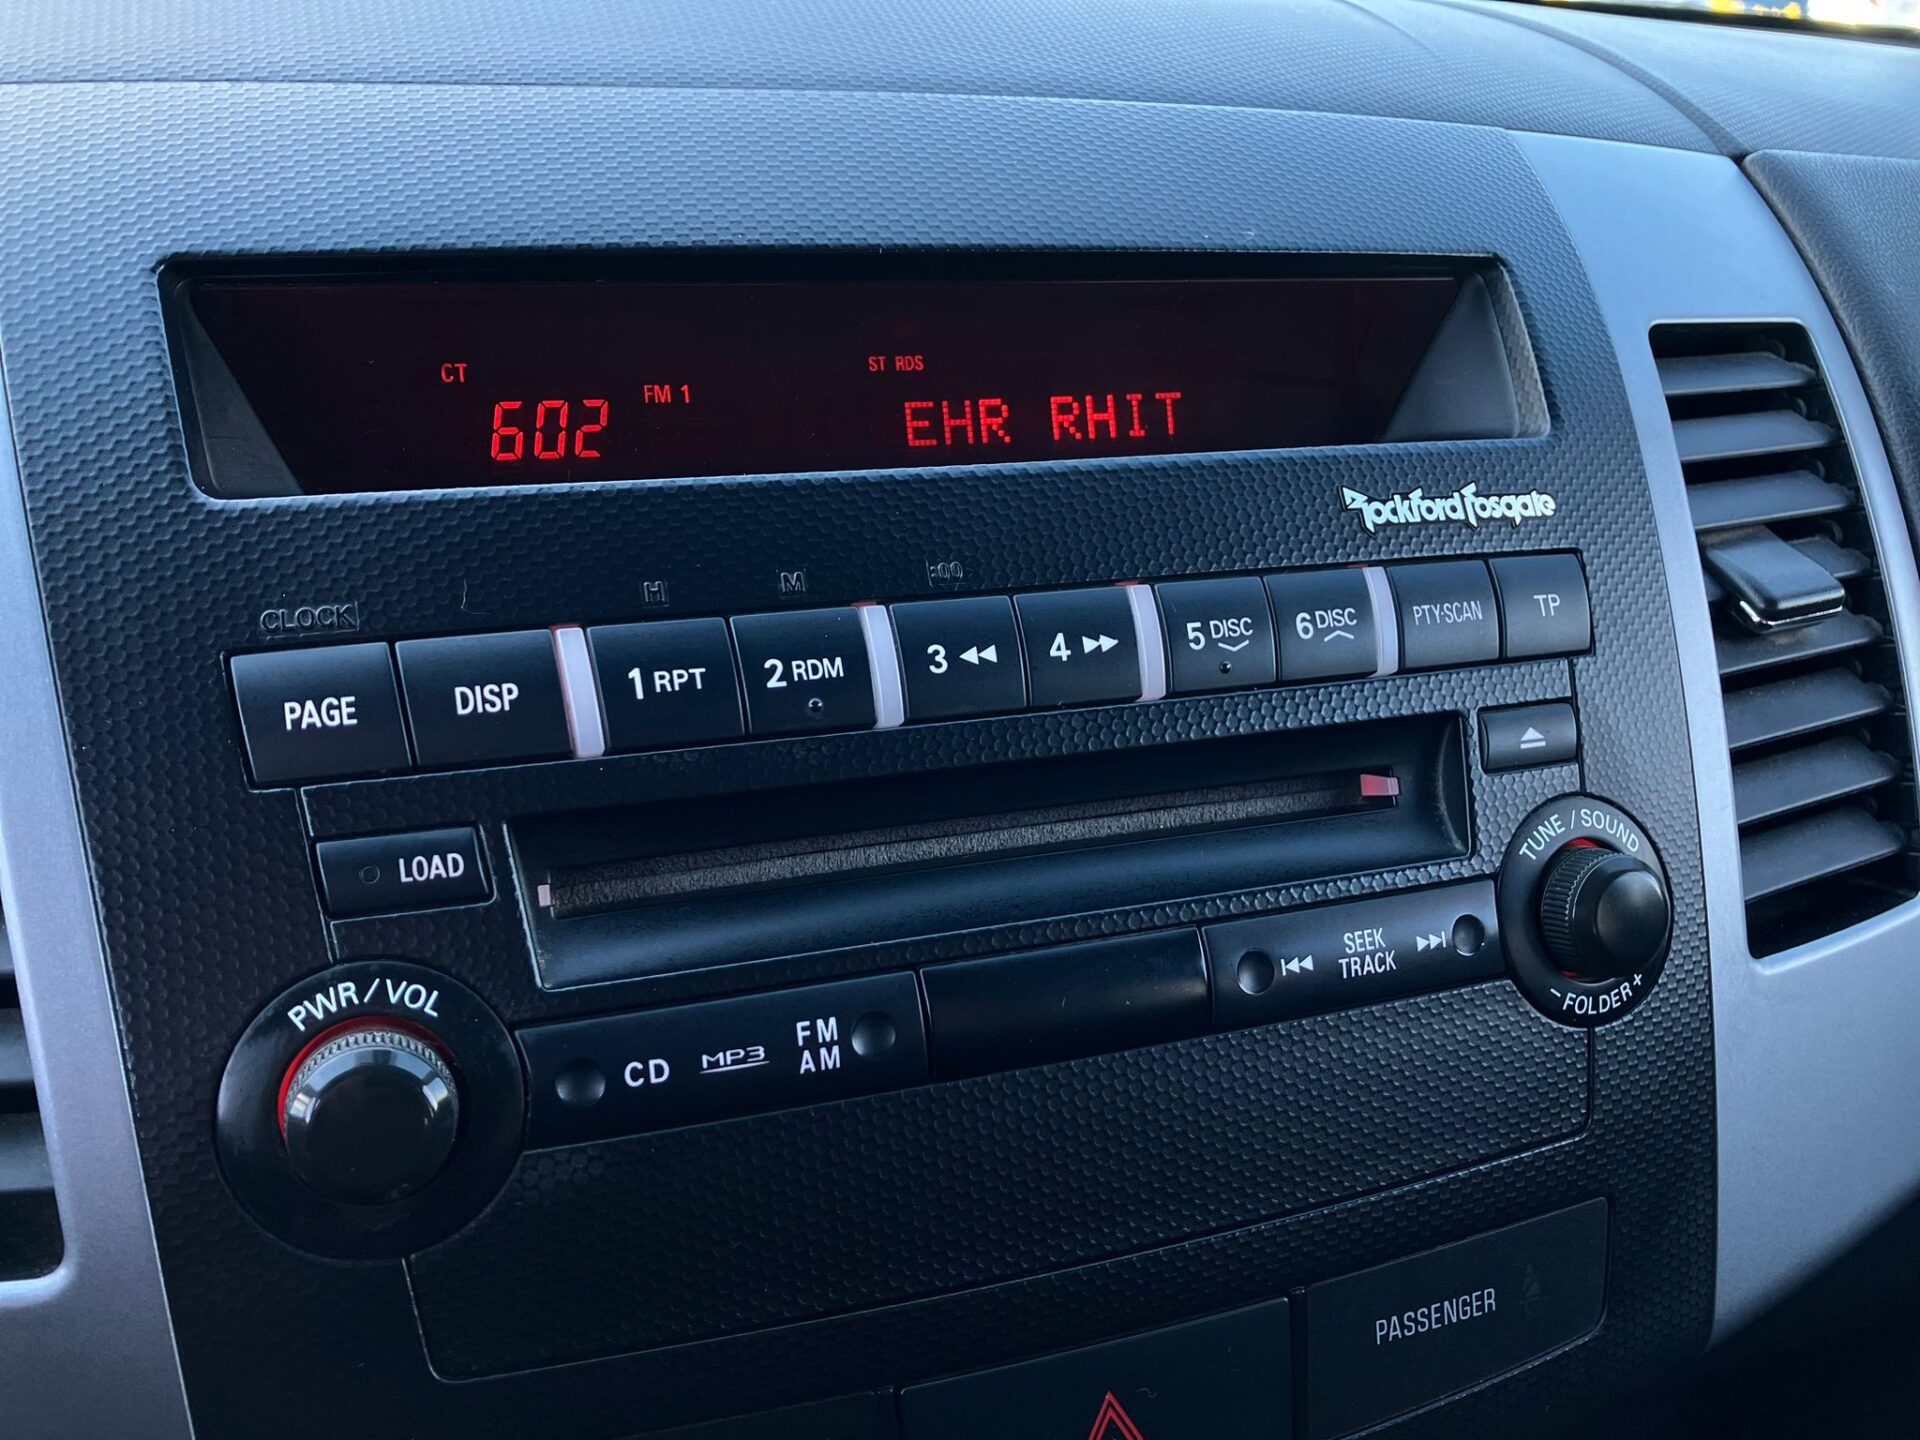 CT
602
FM 1
ST RDS
EHR RHIT
Rockford Fosgate
CLOCK
H
M
:00
PAGE
DISP
1 RPT
2 RDM
3
4
5 DISC
6 DISC
PTY·SCAN
TP
LOAD
TUNE / SOUND
- FOLDER +
PWR / VOL
CD
MP3
FM
AM
SEEK
TRACK
PASSENGER